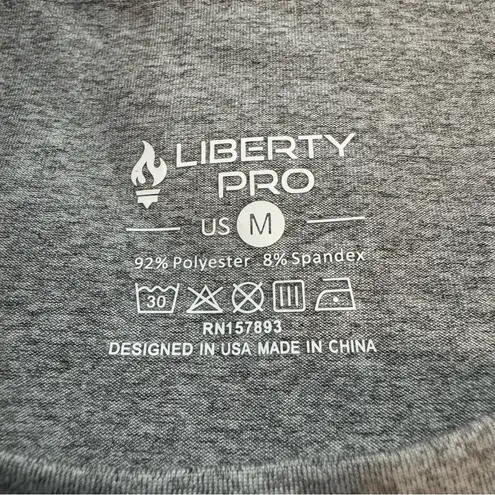 LIBERTY
PRO
US M
92% Polyester 8% Spandex
30
RN157893
DESIGNED IN USA MADE IN CHINA